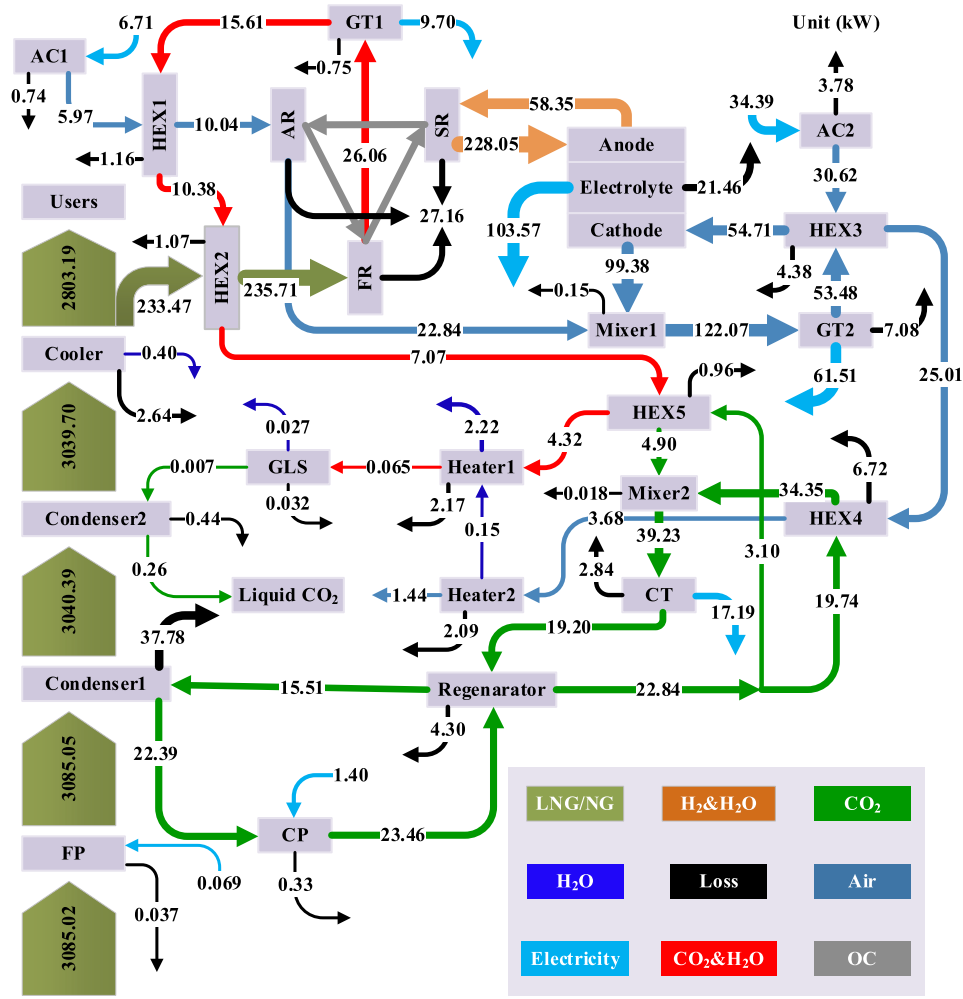 Unit (kW)
6.71
15.61
GT1
9.70
AC1
0.74
5.97
0.75
3.78
34.39
AC2
HEX1
10.04
AR
SR
58.35
228.05
Anode
Electrolyte
Cathode
21.46
30.62
1.16
26.06
10.38
27.16
Users
103.57
54.71
HEX3
1.07
HEX2
235.71
FR
99.38
4.38
2803.19
233.47
0.15
53.48
22.84
Mixer1
122.07
GT2
7.08
Cooler
0.40
7.07
0.96
61.51
25.01
2.64
3039.70
0.027
2.22
4.32
HEX5
4.90
6.72
0.007
GLS
0.065
Heater1
Mixer2
34.35
0.032
2.17
0.018
Condenser2
0.44
0.15
3.68
39.23
HEX4
0.26
2.84
3.10
3040.39
Liquid CO₂
1.44
Heater2
CT
17.19
19.74
37.78
2.09
19.20
Condenser1
15.51
Regenarator
22.84
4.30
22.39
3085.05
1.40
CP
23.46
FP
0.069
0.33
0.037
3085.02
LNG/NG
H₂&H₂O
CO₂
H₂O
Loss
Air
Electricity
CO₂&H₂O
OC